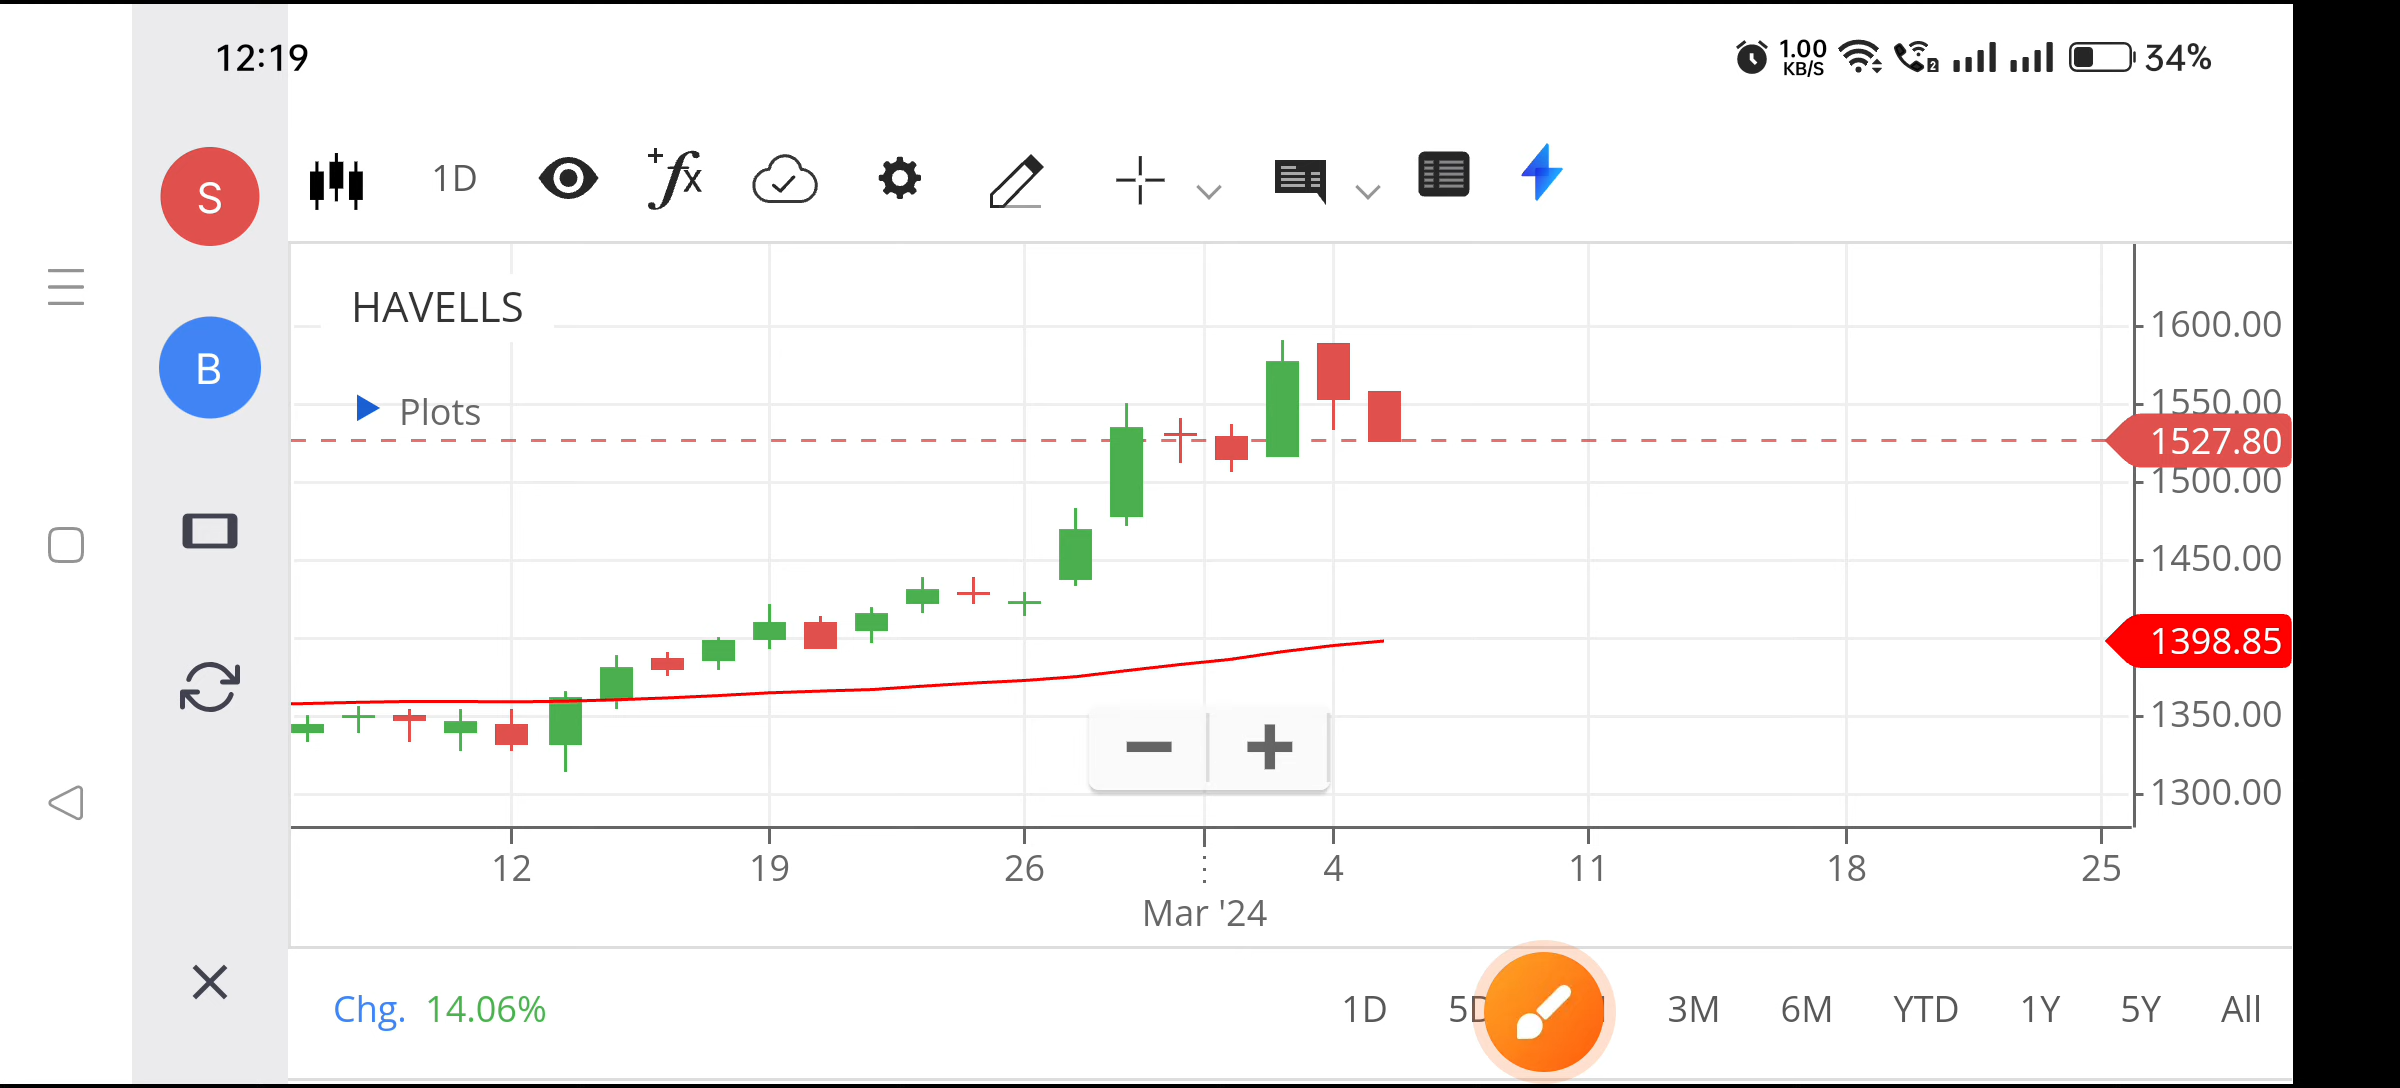 12:19
1.00
KB/S
2
34%
S
1D
fx
B
HAVELLS
Plots
1600.00
1550.00
1527.80
1500.00
1450.00
1398.85
1350.00
1300.00
12 19 26 4 11 18 25
Mar '24
Chg. 14.06%
1D 5D 3M 6M YTD 1Y 5Y All